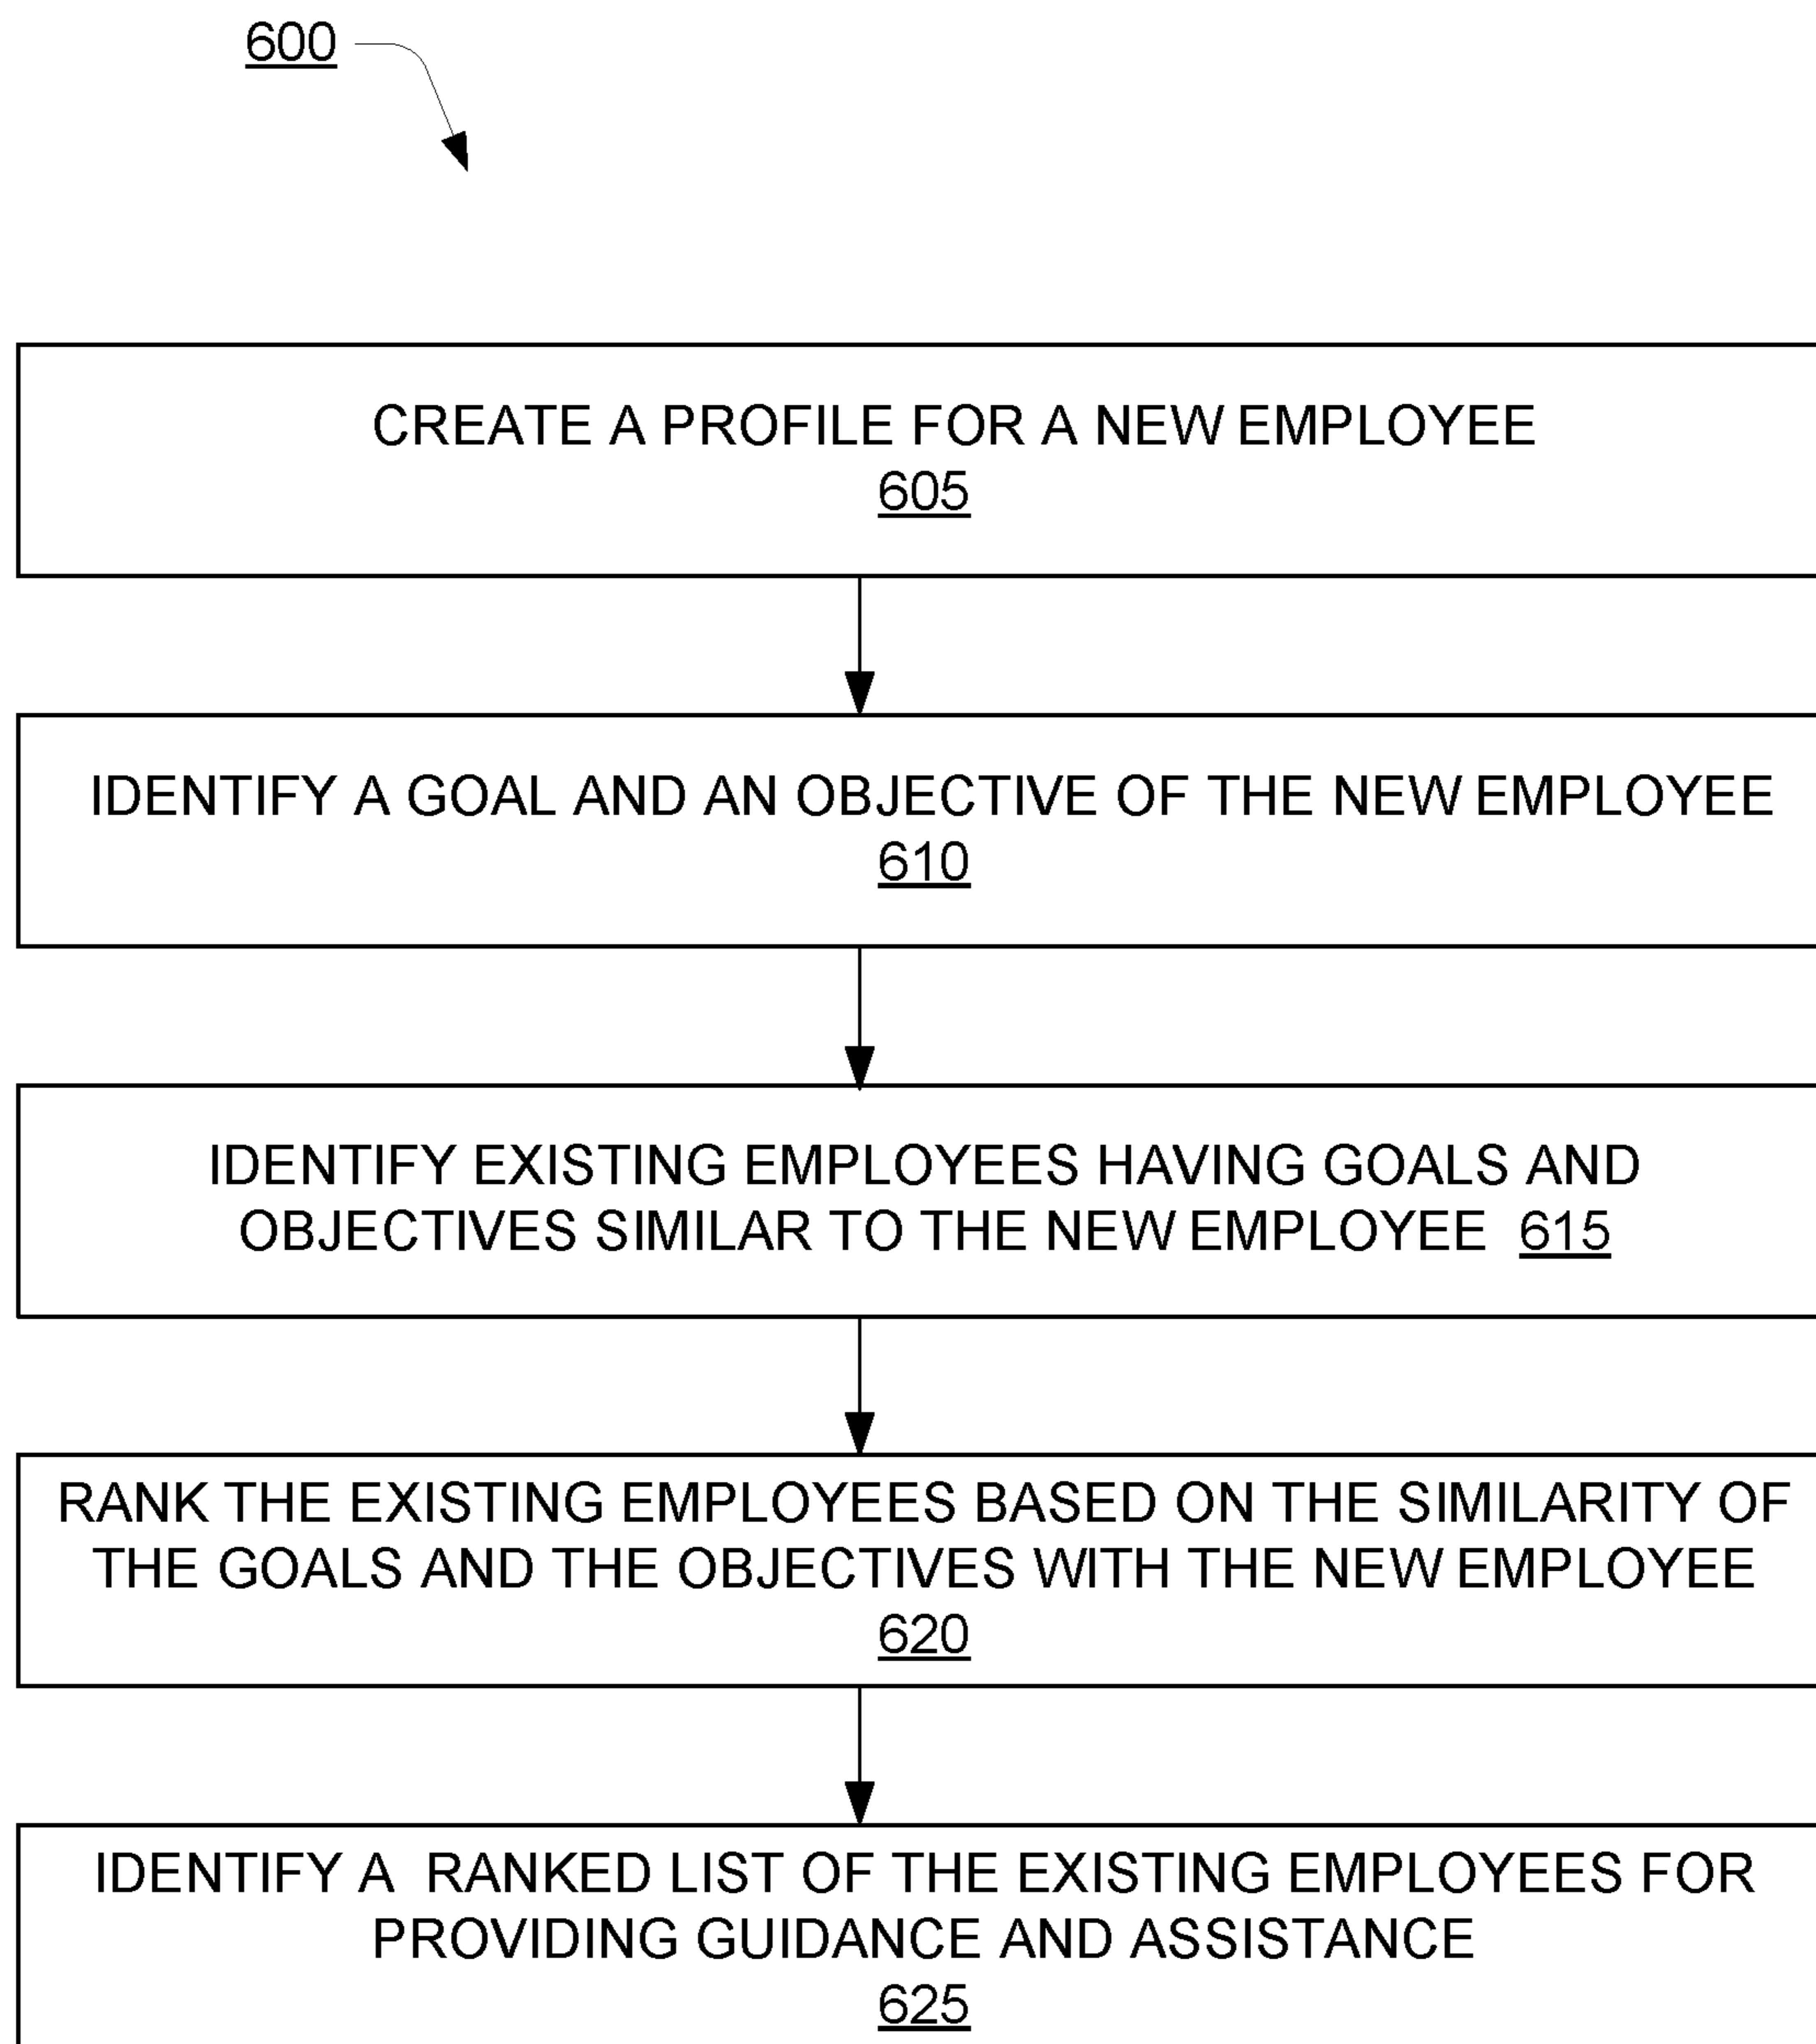 600
CREATE A PROFILE FOR A NEW EMPLOYEE
605
IDENTIFY A GOAL AND AN OBJECTIVE OF THE NEW EMPLOYEE
610
IDENTIFY EXISTING EMPLOYEES HAVING GOALS AND
OBJECTIVES SIMILAR TO THE NEW EMPLOYEE 615
RANK THE EXISTING EMPLOYEES BASED ON THE SIMILARITY OF
THE GOALS AND THE OBJECTIVES WITH THE NEW EMPLOYEE
620
IDENTIFY A RANKED LIST OF THE EXISTING EMPLOYEES FOR
PROVIDING GUIDANCE AND ASSISTANCE
625